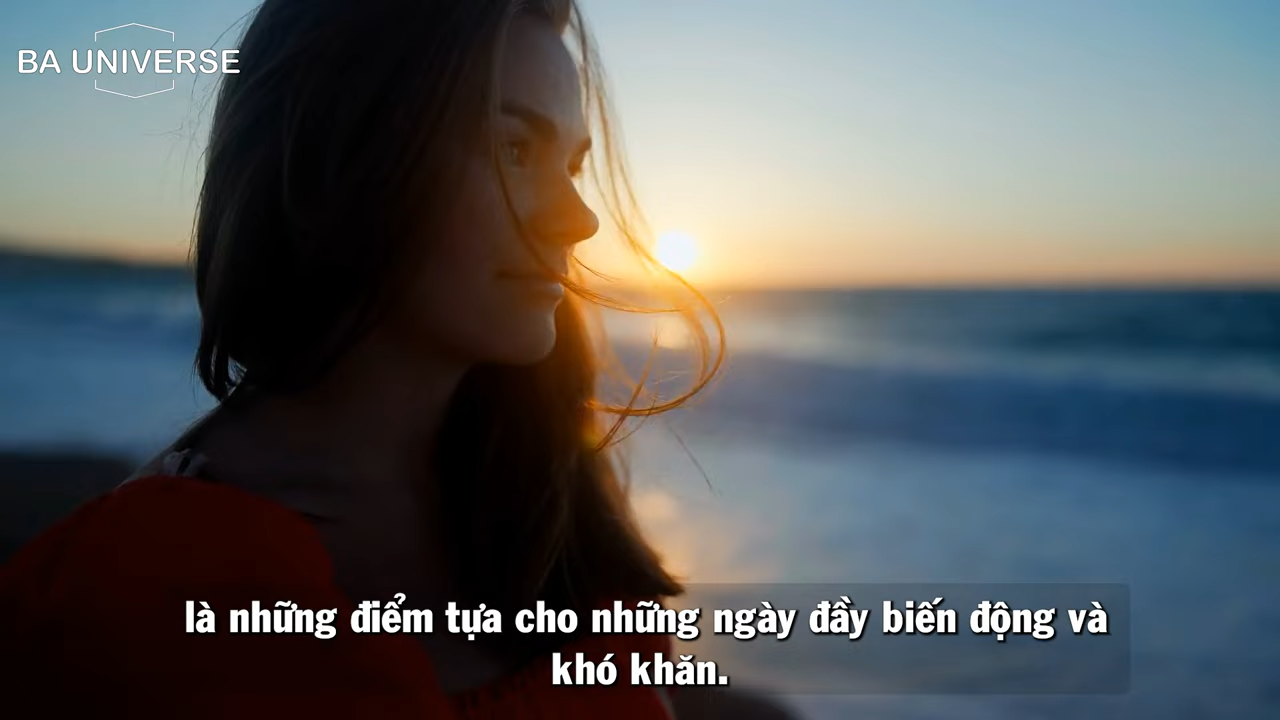 BA UNIVERSE
là những điểm tựa cho những ngày đầy biến động và
khó khăn.